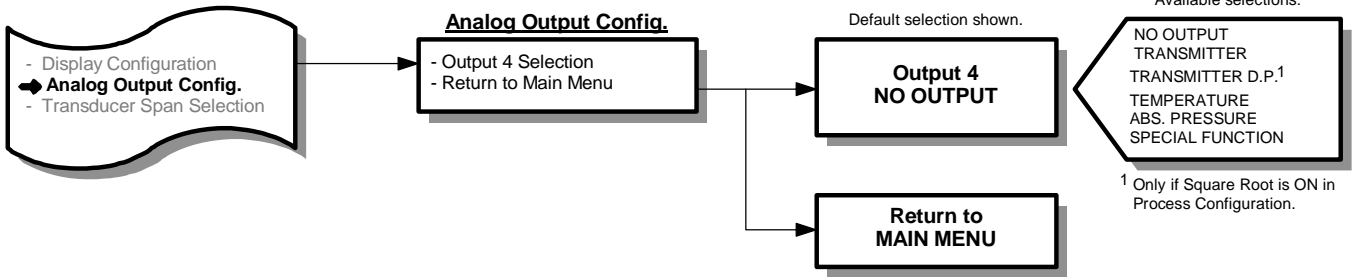 Analog Output Config.
Default selection shown.
Available selections:
- Display Configuration
Analog Output Config.
- Transducer Span Selection
- Output 4 Selection
- Return to Main Menu
Output 4
NO OUTPUT
NO OUTPUT
TRANSMITTER
TRANSMITTER D.P.1
TEMPERATURE
ABS. PRESSURE
SPECIAL FUNCTION
1 Only if Square Root is ON in
Process Configuration.
Return to
MAIN MENU